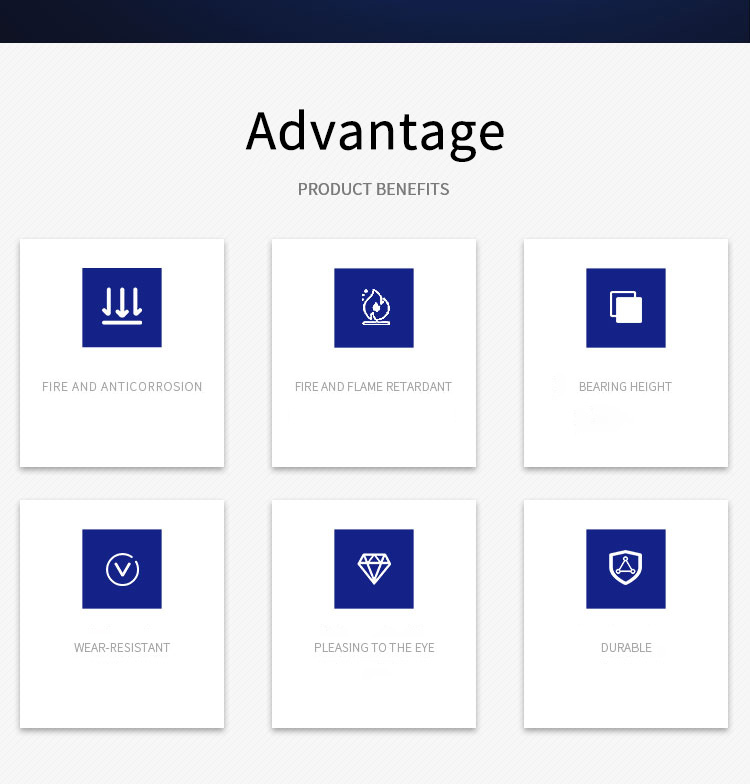 Advantage
PRODUCT BENEFITS
FIRE AND ANTICORROSION
FIRE AND FLAME RETARDANT
BEARING HEIGHT
WEAR-RESISTANT
PLEASING TO THE EYE
DURABLE